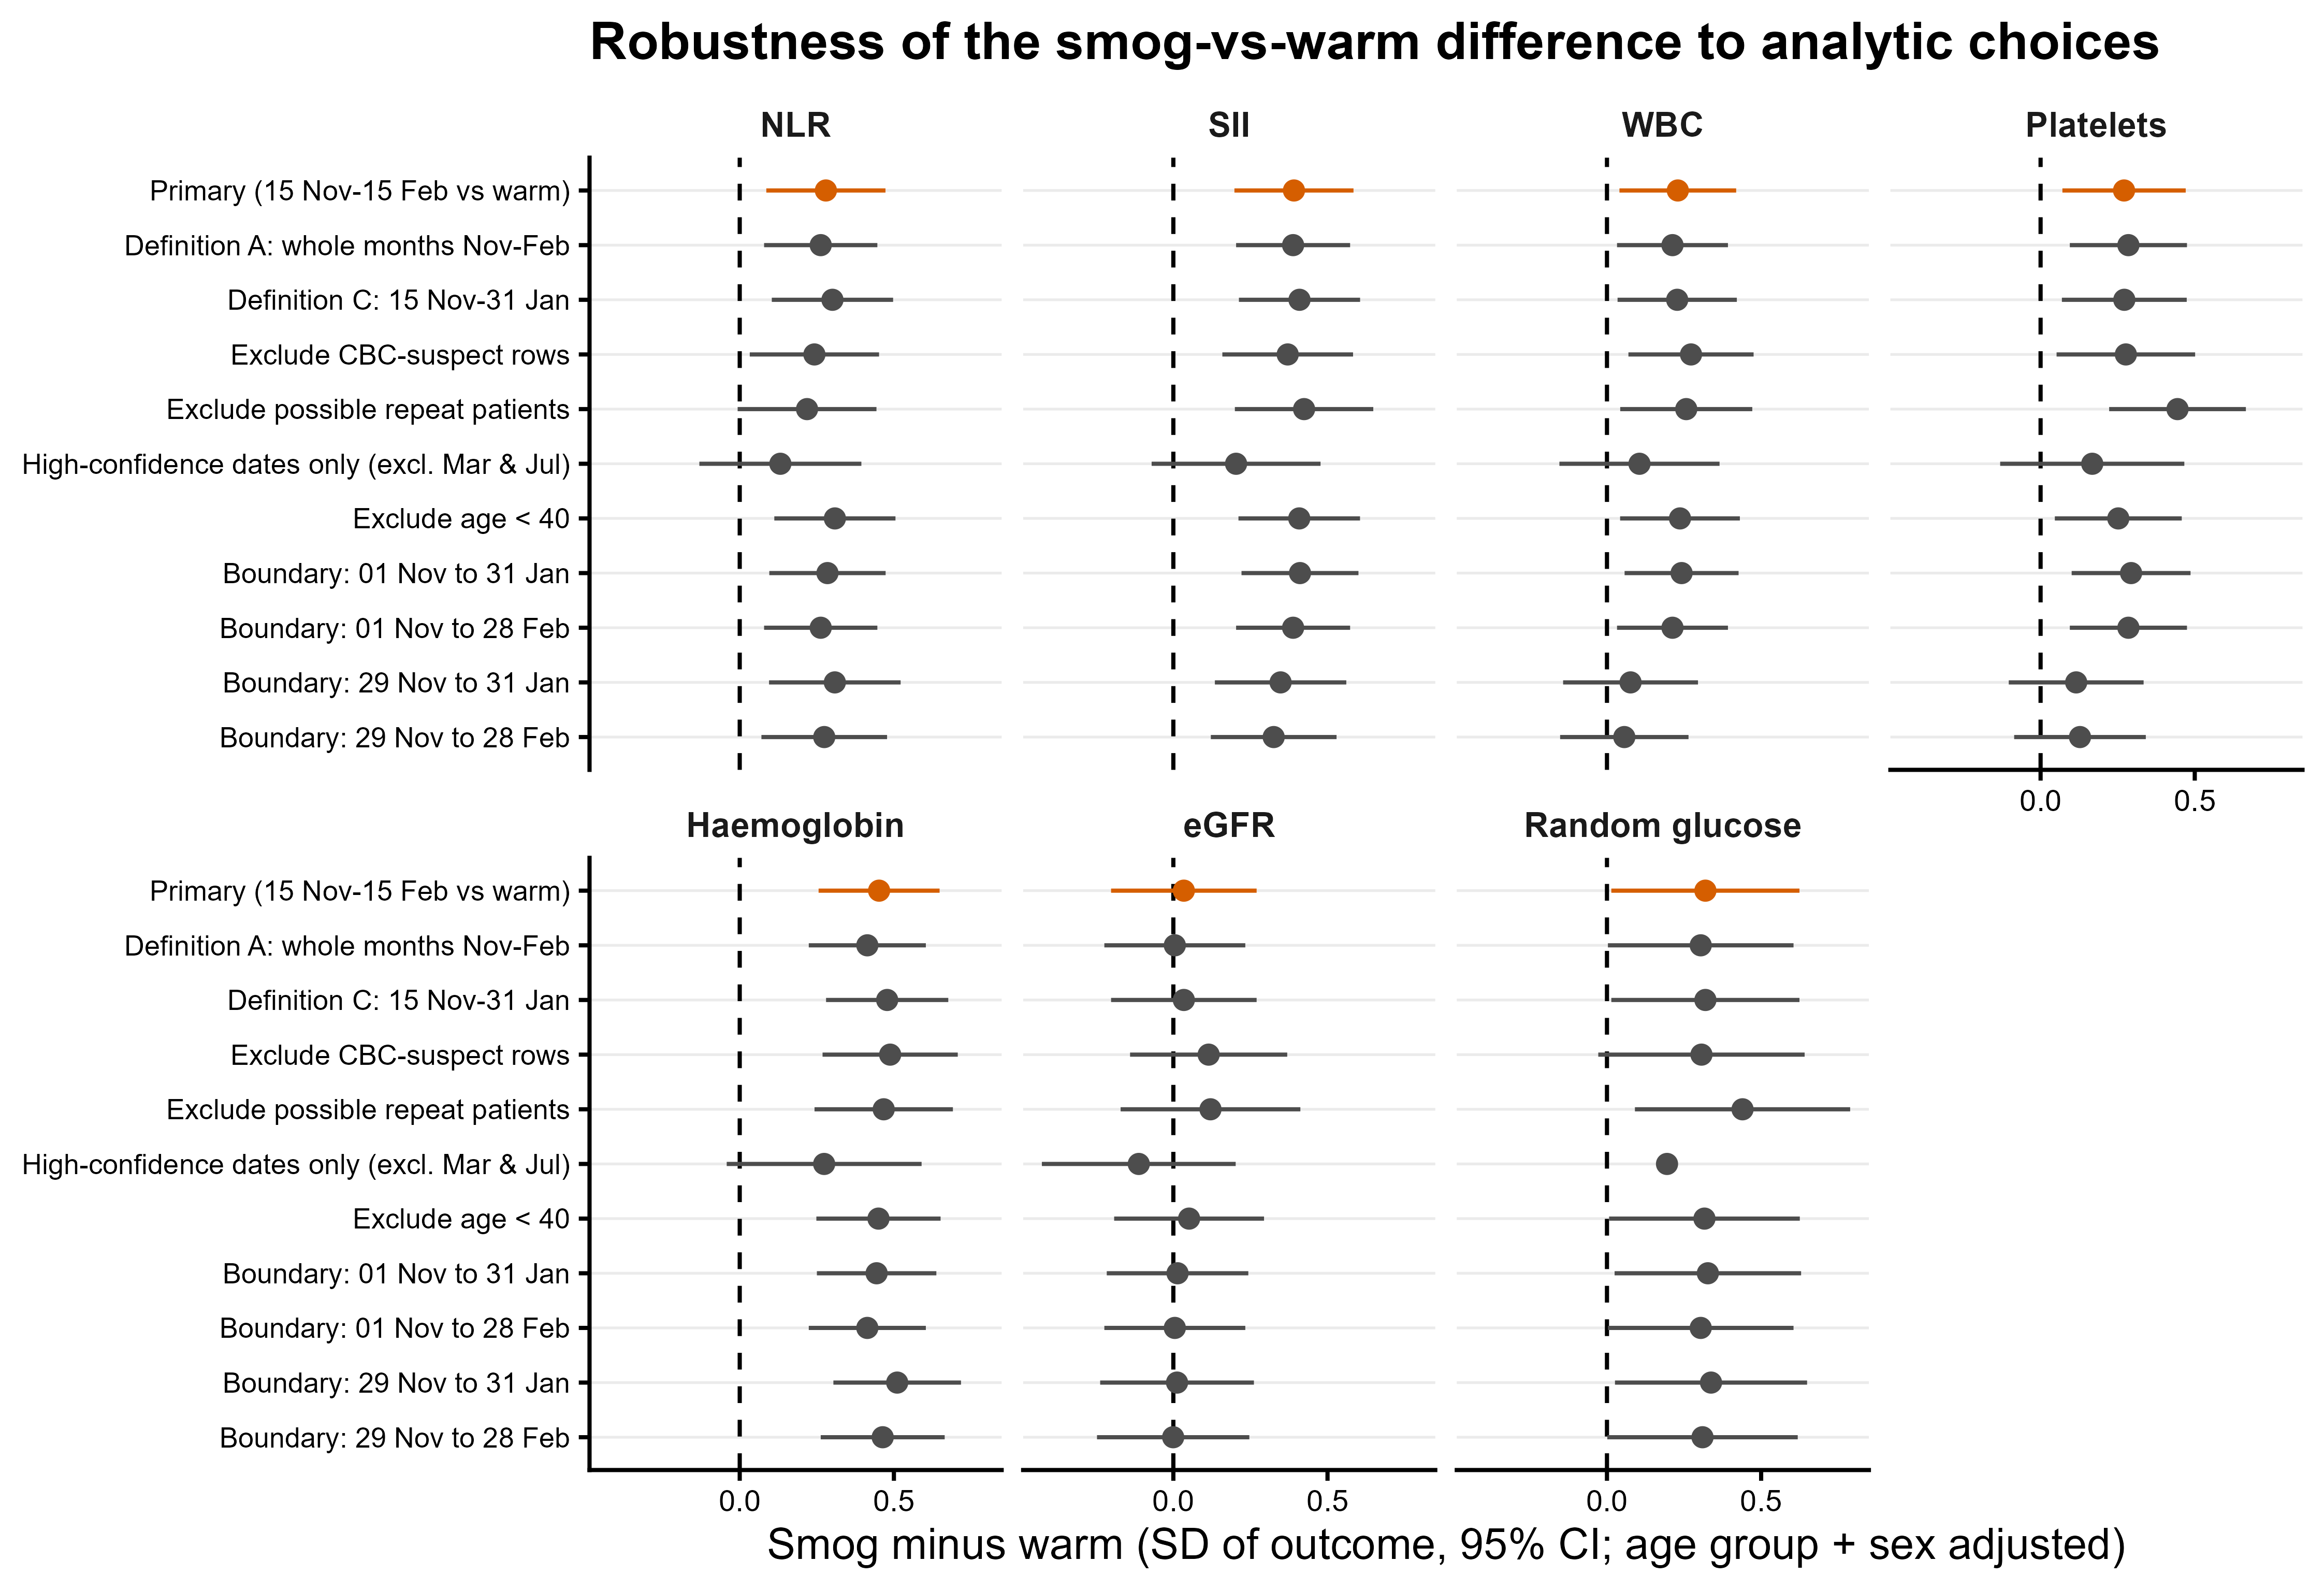 Robustness of the smog-vs-warm difference to analytic choices
NLR
SII
WBC
Platelets
Primary (15 Nov-15 Feb vs warm)
Definition A: whole months Nov-Feb
Definition C: 15 Nov-31 Jan
Exclude CBC-suspect rows
Exclude possible repeat patients
High-confidence dates only (excl. Mar & Jul)
Exclude age < 40
Boundary: 01 Nov to 31 Jan
Boundary: 01 Nov to 28 Feb
Boundary: 29 Nov to 31 Jan
Boundary: 29 Nov to 28 Feb
0.0 0.5
Haemoglobin
eGFR
Random glucose
Primary (15 Nov-15 Feb vs warm)
Definition A: whole months Nov-Feb
Definition C: 15 Nov-31 Jan
Exclude CBC-suspect rows
Exclude possible repeat patients
High-confidence dates only (excl. Mar & Jul)
Exclude age < 40
Boundary: 01 Nov to 31 Jan
Boundary: 01 Nov to 28 Feb
Boundary: 29 Nov to 31 Jan
Boundary: 29 Nov to 28 Feb
0.0 0.5 0.0 0.5 0.0 0.5
Smog minus warm (SD of outcome, 95% CI; age group + sex adjusted)